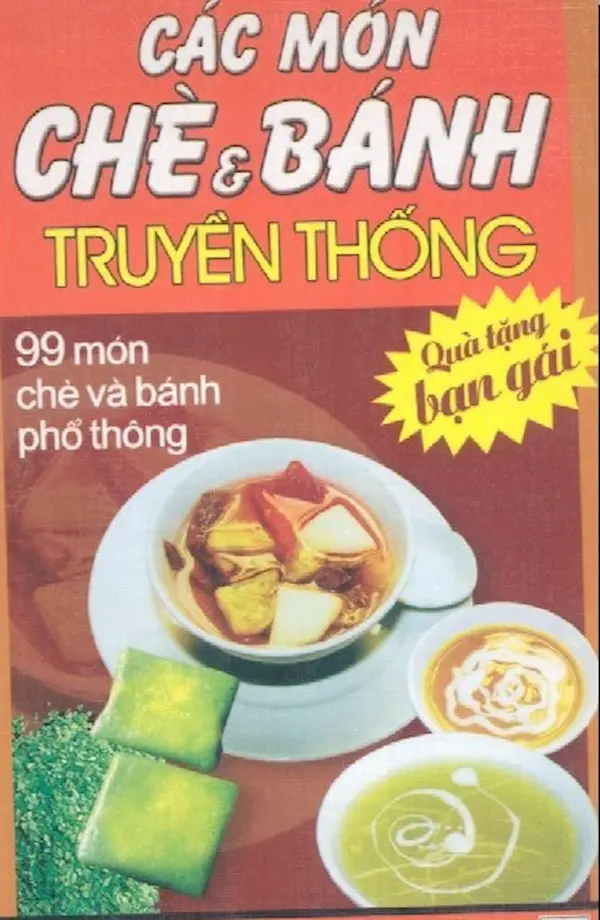 CÁC MÓN
CHÈ & BÁNH
TRUYỀN THỐNG
99 món
chè và bánh
phổ thông
Quà tặng
bạn gái